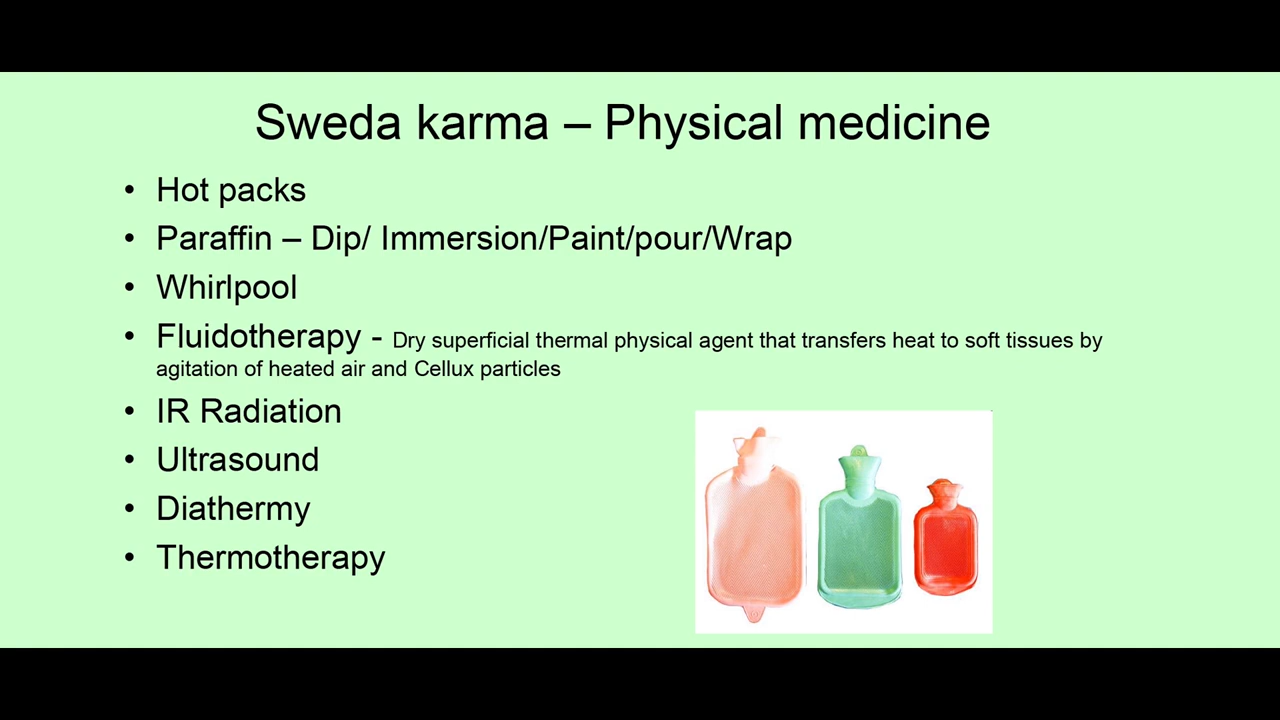 Sweda karma – Physical medicine
• Hot packs
• Paraffin – Dip/ Immersion/Paint/pour/Wrap
• Whirlpool
• Fluidotherapy - Dry superficial thermal physical agent that transfers heat to soft tissues by
agitation of heated air and Cellux particles
• IR Radiation
• Ultrasound
• Diathermy
• Thermotherapy